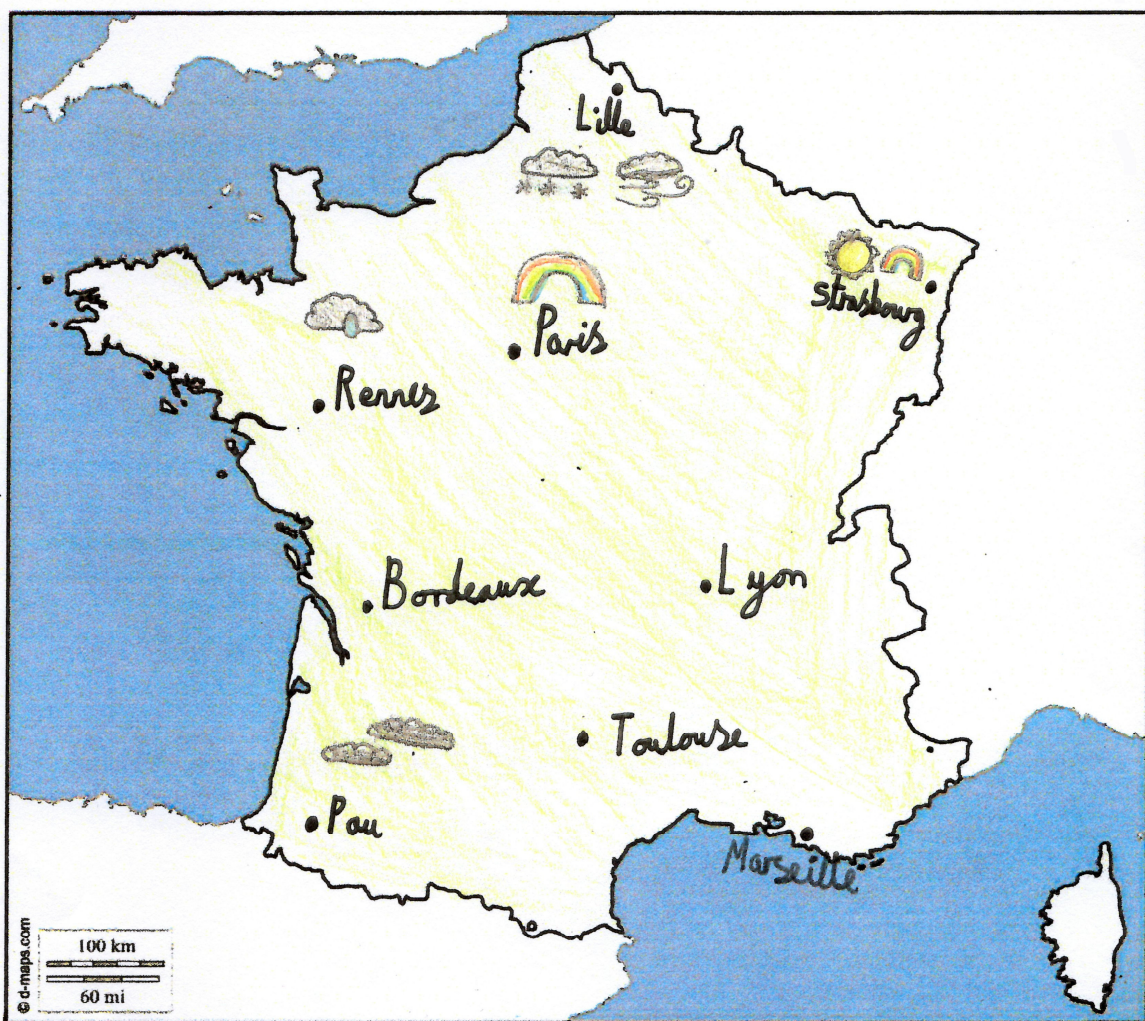 Lille
Strasbourg
Paris
Rennes
Bordeaux
Lyon
Toulouse
Pau
Marseille
© d-maps.com
100 km
60 mi